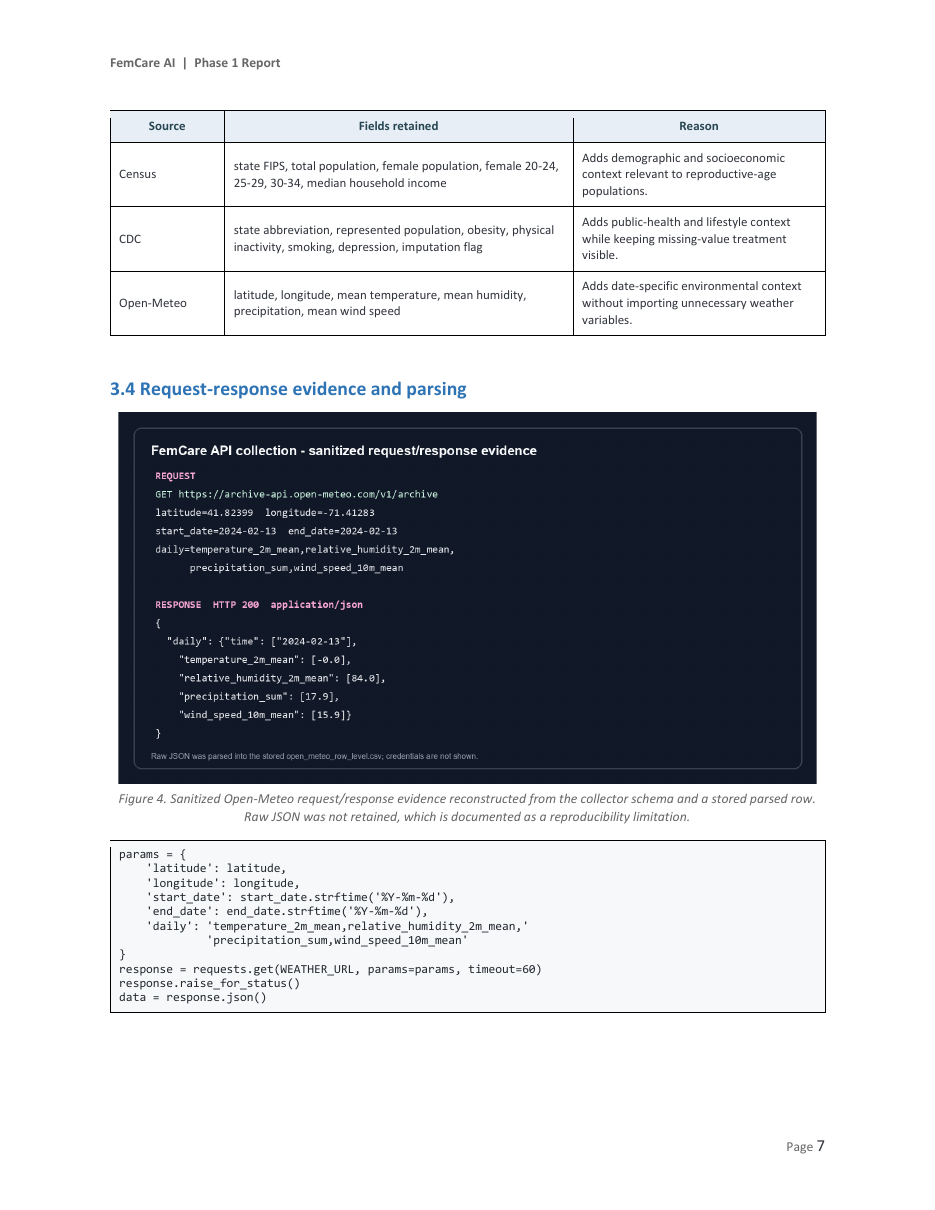 FemCare AI | Phase 1 Report
Source
Fields retained
Reason
Census
state FIPS, total population, female population, female 20-24,
25-29, 30-34, median household income
Adds demographic and socioeconomic
context relevant to reproductive-age
populations.
CDC
state abbreviation, represented population, obesity, physical
inactivity, smoking, depression, imputation flag
Adds public-health and lifestyle context
while keeping missing-value treatment
visible.
Open-Meteo
latitude, longitude, mean temperature, mean humidity,
precipitation, mean wind speed
Adds date-specific environmental context
without importing unnecessary weather
variables.
3.4 Request-response evidence and parsing
FemCare API collection - sanitized request/response evidence
REQUEST
GET https://archive-api.open-meteo.com/v1/archive
latitude=41.82399  longitude=-71.41283
start_date=2024-02-13  end_date=2024-02-13
daily=temperature_2m_mean,relative_humidity_2m_mean,
      precipitation_sum,wind_speed_10m_mean
RESPONSE  HTTP 200  application/json
{
  "daily": {"time": ["2024-02-13"],
    "temperature_2m_mean": [-0.0],
    "relative_humidity_2m_mean": [84.0],
    "precipitation_sum": [17.9],
    "wind_speed_10m_mean": [15.9]}
}
Raw JSON was parsed into the stored open_meteo_row_level.csv; credentials are not shown.
Figure 4. Sanitized Open-Meteo request/response evidence reconstructed from the collector schema and a stored parsed row.
Raw JSON was not retained, which is documented as a reproducibility limitation.
params = {
    'latitude': latitude,
    'longitude': longitude,
    'start_date': start_date.strftime('%Y-%m-%d'),
    'end_date': end_date.strftime('%Y-%m-%d'),
    'daily': 'temperature_2m_mean,relative_humidity_2m_mean,'
             'precipitation_sum,wind_speed_10m_mean'
}
response = requests.get(WEATHER_URL, params=params, timeout=60)
response.raise_for_status()
data = response.json()
Page 7